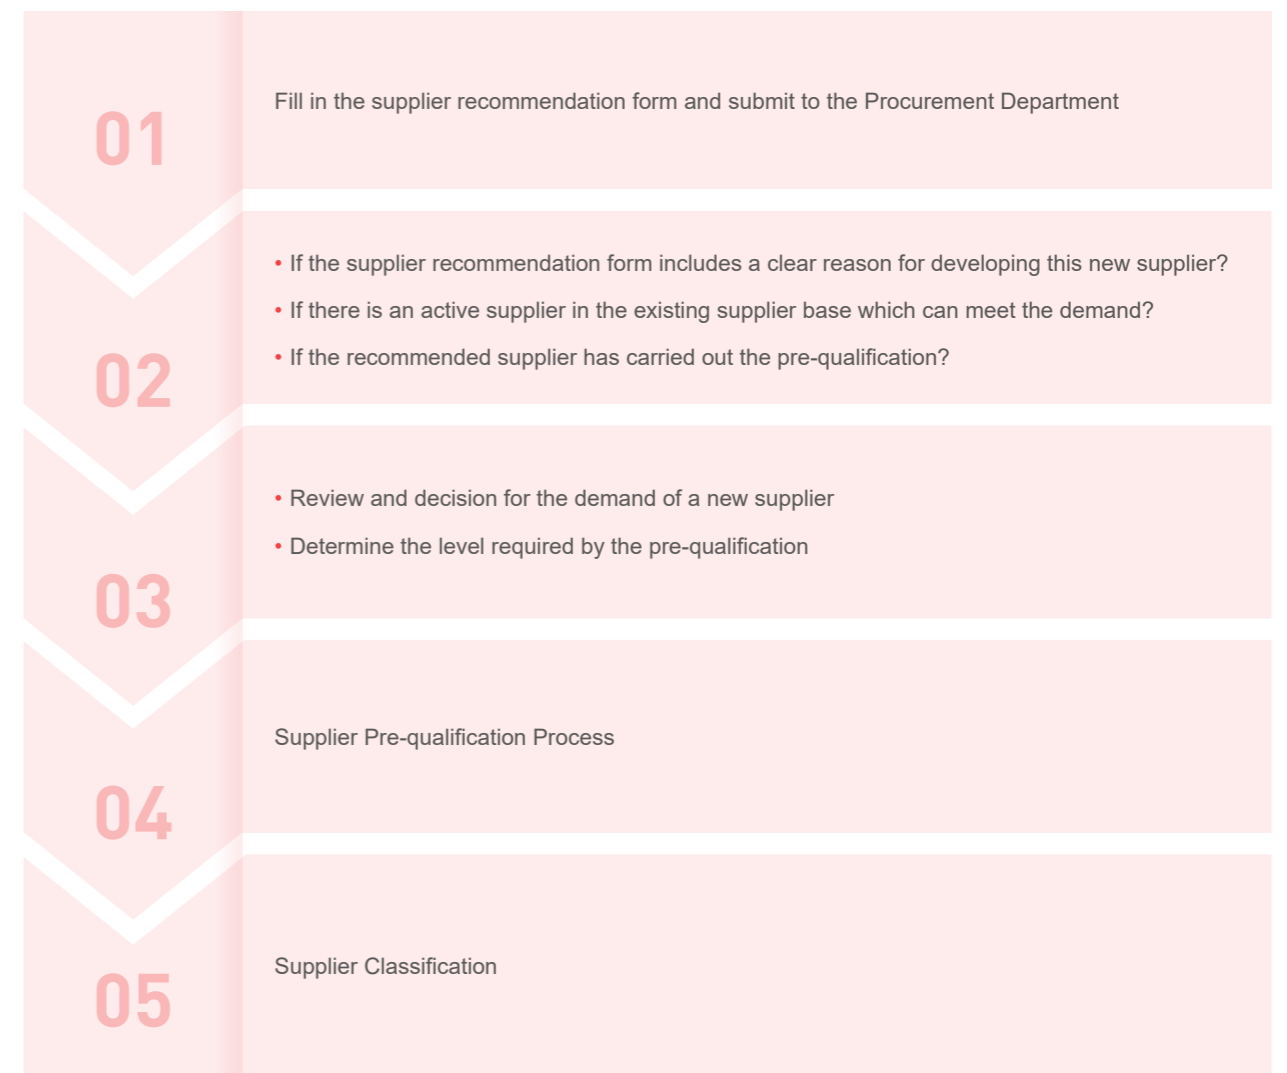 01
Fill in the supplier recommendation form and submit to the Procurement Department
02
• If the supplier recommendation form includes a clear reason for developing this new supplier?
• If there is an active supplier in the existing supplier base which can meet the demand?
• If the recommended supplier has carried out the pre-qualification?
03
• Review and decision for the demand of a new supplier
• Determine the level required by the pre-qualification
04
Supplier Pre-qualification Process
05
Supplier Classification